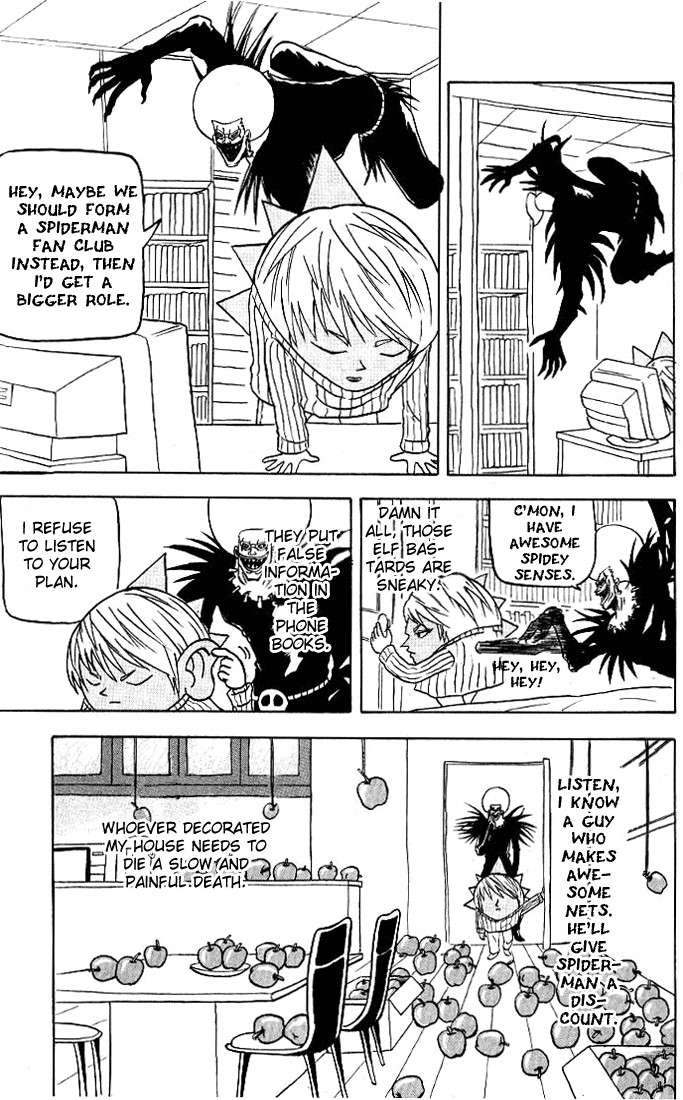 HEY, MAYBE WE
SHOULD FORM
A SPIDERMAN
FAN CLUB
INSTEAD, THEN
I'D GET A
BIGGER ROLE.
C'MON, I
HAVE
AWESOME
SPIDEY
SENSES.
HEY, HEY,
HEY!
DAMN IT
ALL, THOSE
ELF BAS-
TARDS ARE
SNEAKY.
THEY PUT
FALSE
INFORMA-
TION IN
THE
PHONE
BOOKS.
I REFUSE
TO LISTEN
TO YOUR
PLAN.
LISTEN,
I KNOW
A GUY
WHO
MAKES
AWE-
SOME
NETS.
HE'LL
GIVE
SPIDER-
MAN A
DIS-
COUNT.
WHOEVER DECORATED
MY HOUSE NEEDS TO
DIE A SLOW AND
PAINFUL DEATH.